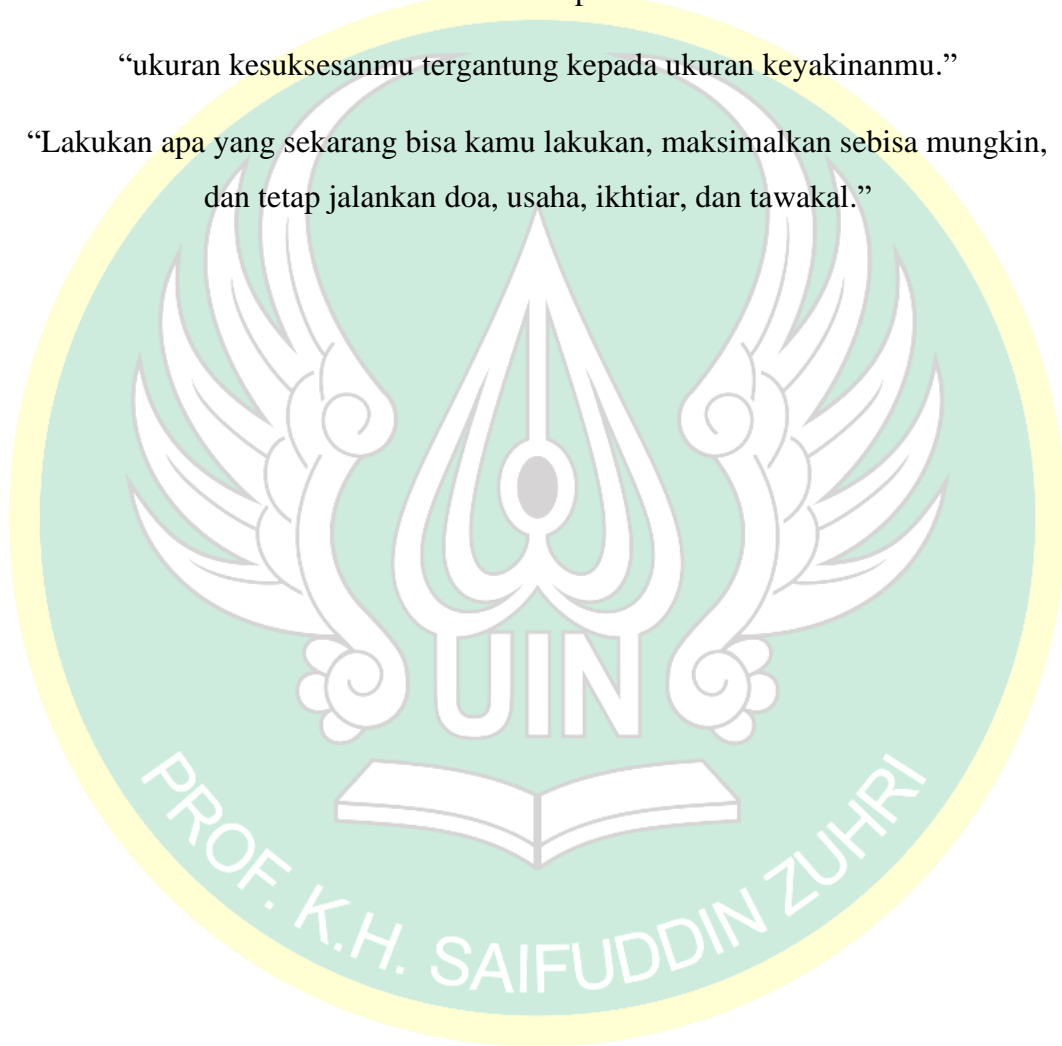 “ukuran kesuksesanmu tergantung kepada ukuran keyakinanmu.”
“Lakukan apa yang sekarang bisa kamu lakukan, maksimalkan sebisa mungkin,
dan tetap jalankan doa, usaha, ikhtiar, dan tawakal.”
UIN
PROF. K.H. SAIFUDDIN ZUHRI